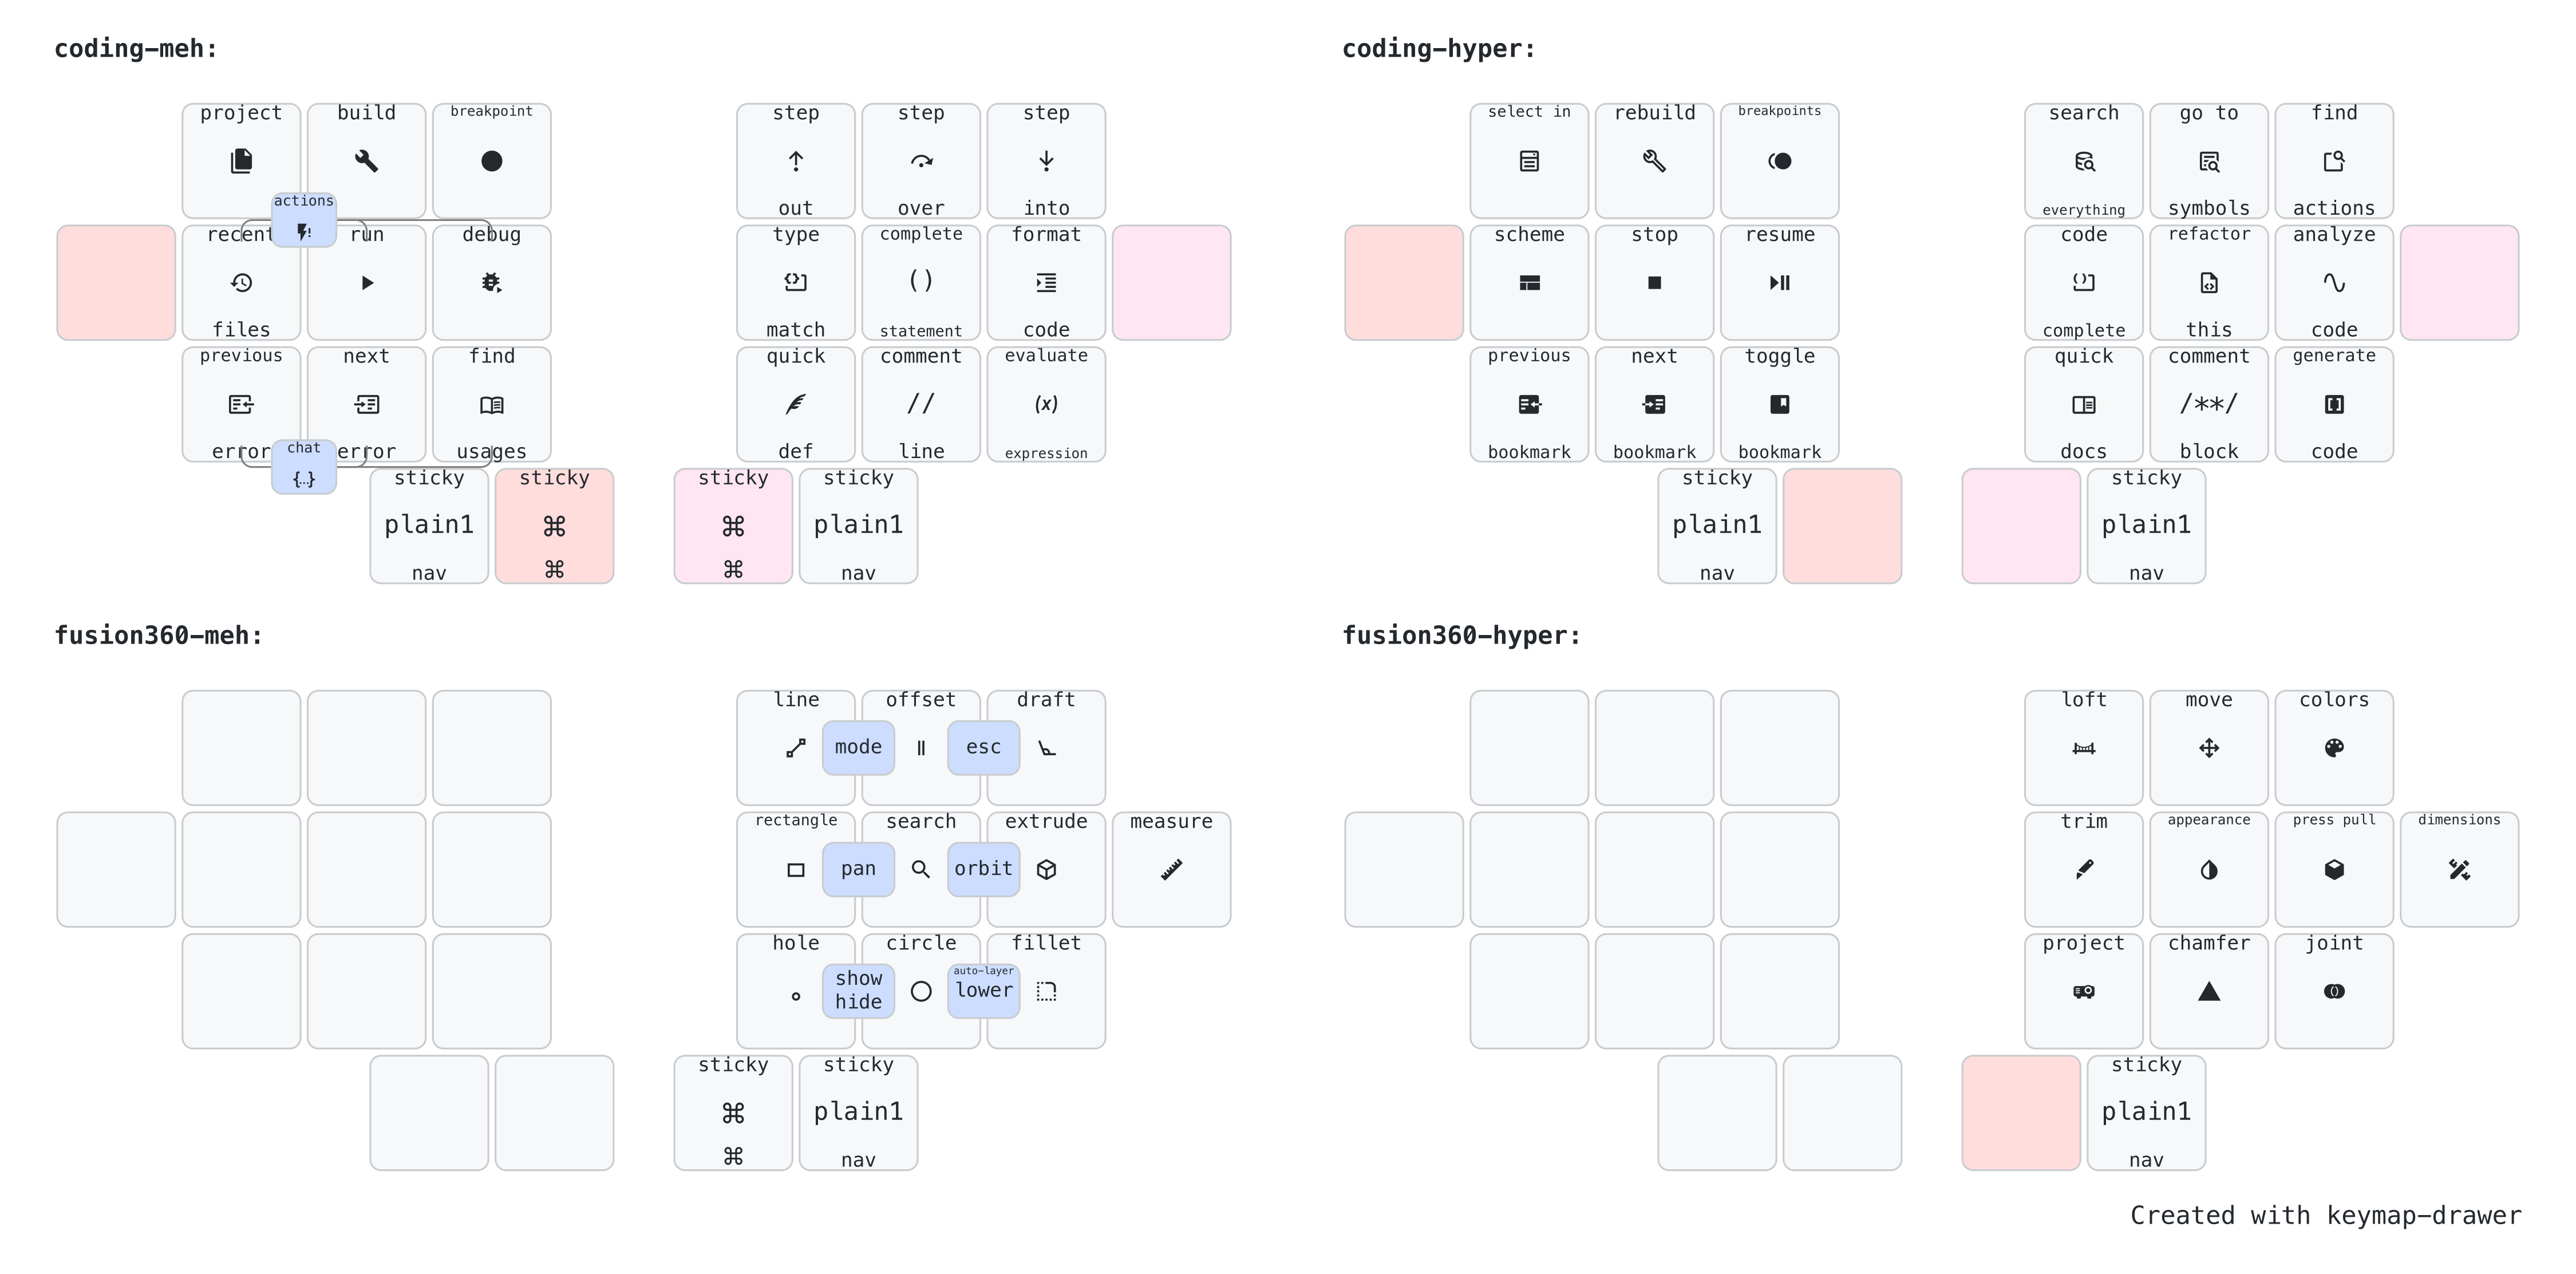 coding-meh:
project build breakpoint
step step step
actions
out over into
recent run debug
type complete format
()
files
match statement code
previous next find
quick comment evaluate
// (x)
error error usages
def line expression
chat
{...}
sticky sticky sticky sticky
plain1 ⌘ ⌘ plain1
nav ⌘ ⌘ nav
coding-hyper:
select in rebuild breakpoints
search go to find
everything symbols actions
scheme stop resume
code refactor analyze
complete this code
previous next toggle
quick comment generate
/**/
bookmark bookmark bookmark
docs block code
sticky sticky
plain1 plain1
nav nav
fusion360-meh:
line offset draft
mode esc
rectangle search extrude measure
pan orbit
hole circle fillet
show
hide
auto-layer
lower
sticky sticky
⌘ plain1
⌘ nav
fusion360-hyper:
loft move colors
trim appearance press pull dimensions
project chamfer joint
sticky
plain1
nav
Created with keymap-drawer